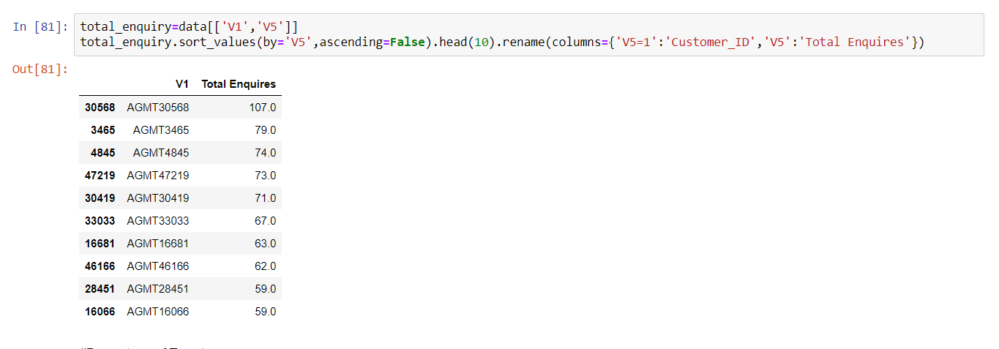 In [81]: total_enquiry=data[['V1','V5']]
total_enquiry.sort_values(by='V5',ascending=False).head(10).rename(columns={'V5=1':'Customer_ID','V5':'Total Enquires'})
Out[81]:
V1 Total Enquires
30568 AGMT30568 107.0
3465 AGMT3465 79.0
4845 AGMT4845 74.0
47219 AGMT47219 73.0
30419 AGMT30419 71.0
33033 AGMT33033 67.0
16681 AGMT16681 63.0
46166 AGMT46166 62.0
28451 AGMT28451 59.0
16066 AGMT16066 59.0